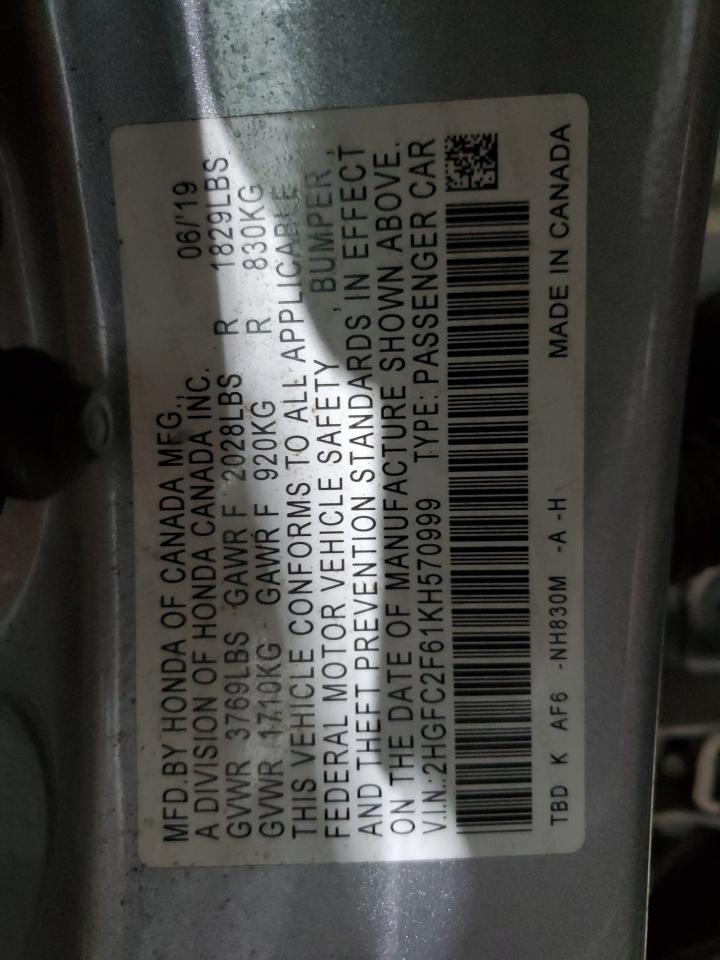 MFD.BY HONDA OF CANADA MFG., 06/'19
A DIVISION OF HONDA CANADA INC.
GVWR 3769LBS GAWR F 2028LBS R 1829LBS
GVWR 1710KG GAWR F 920KG R 830KG
THIS VEHICLE CONFORMS TO ALL APPLICABLE
FEDERAL MOTOR VEHICLE SAFETY , BUMPER ,
AND THEFT PREVENTION STANDARDS IN EFFECT
ON THE DATE OF MANUFACTURE SHOWN ABOVE.
V.I.N.:2HGFC2F61KH570999 TYPE: PASSENGER CAR
TBD K AF6 -NH830M -A -H MADE IN CANADA